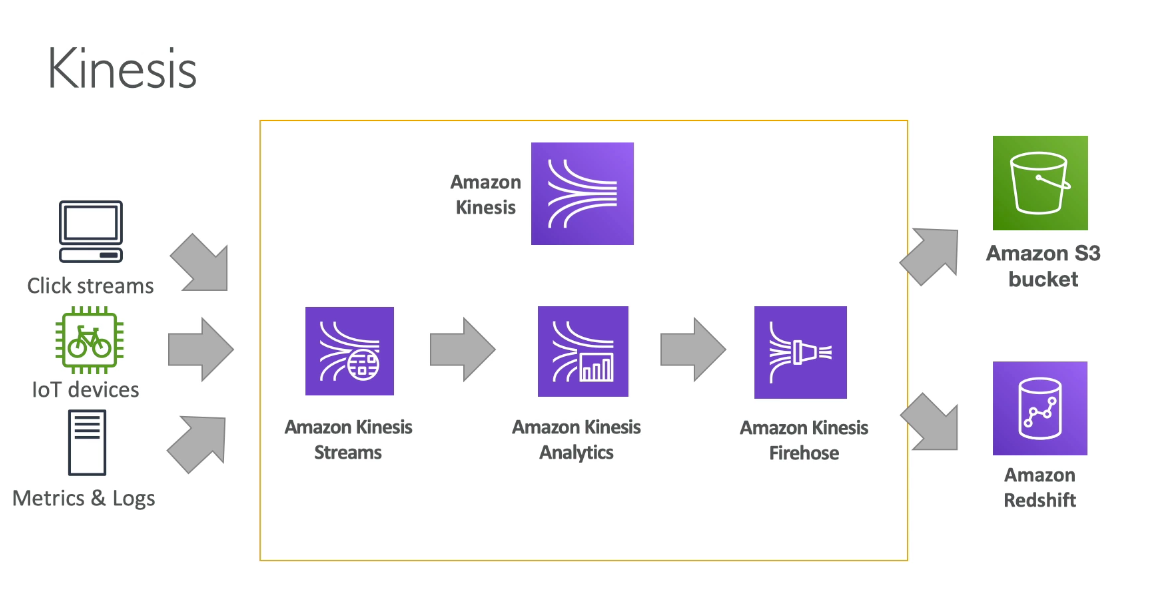 Kinesis
Amazon
Kinesis
Click streams
IoT devices
Metrics & Logs
Amazon Kinesis
Streams
Amazon Kinesis
Analytics
Amazon Kinesis
Firehose
Amazon S3
bucket
Amazon
Redshift